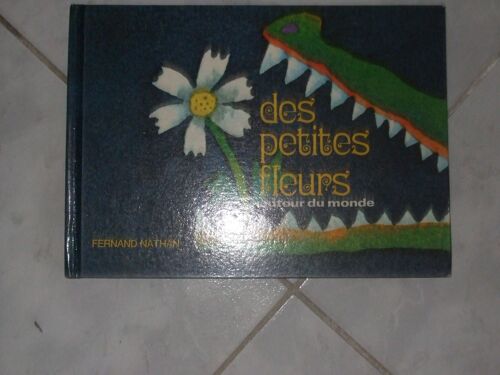 des
petites
fleurs
autour du monde
FERNAND NATHAN